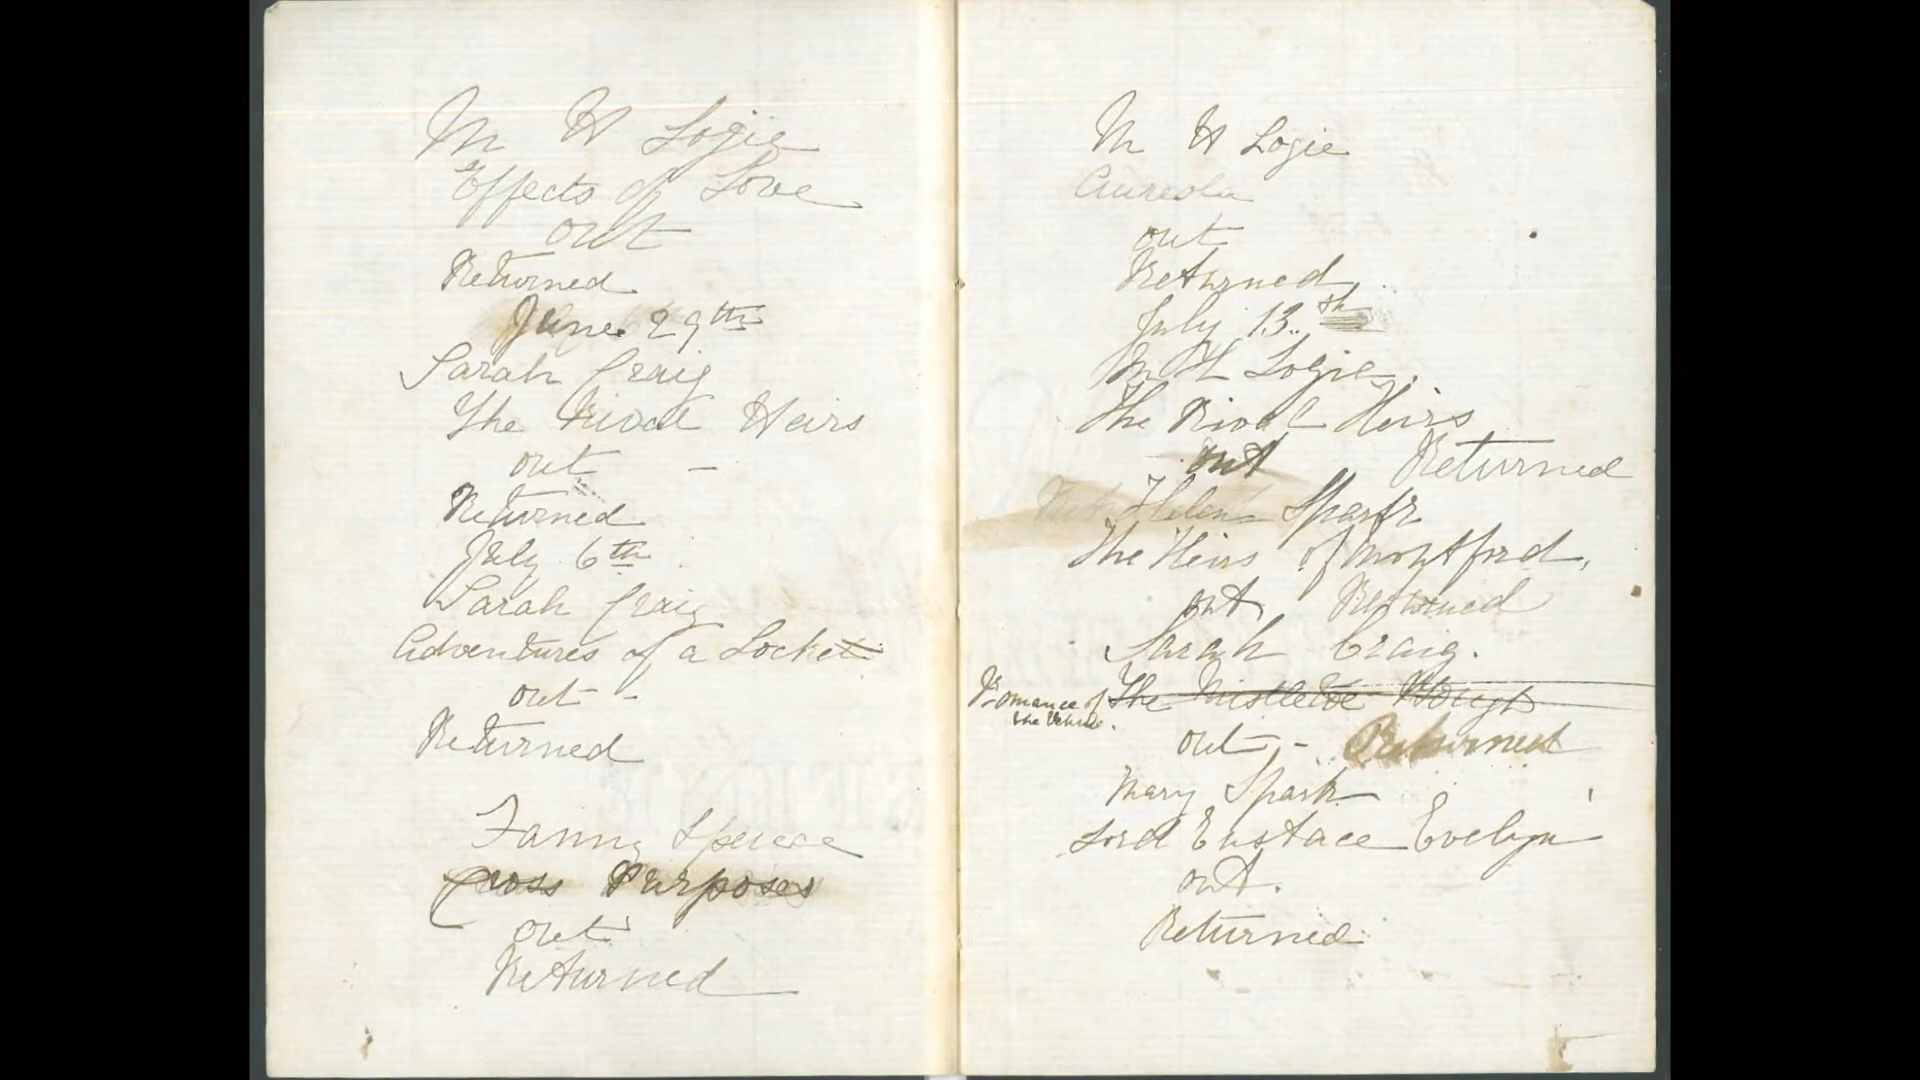 M H Logie
Effects of Love
out
Returned
June 29th
Sarah Craig
The Rival Heirs
out -
Returned
July 6th
Sarah Craig
Adventures of a Locket
out -
Returned
Fanny Spence
Cross Purposes
out
Returned
M H Logie
Aureola
out
Returned
July 13th
M H Logie
The Rival Heirs
out Returned
Helen Spark
The Heirs of Montford,
out Returned
Sarah Craig.
Romance of The Mistletoe Bough
the
out - Returned
Mary Spark
Lord Eustace Evelyn
out.
Returned